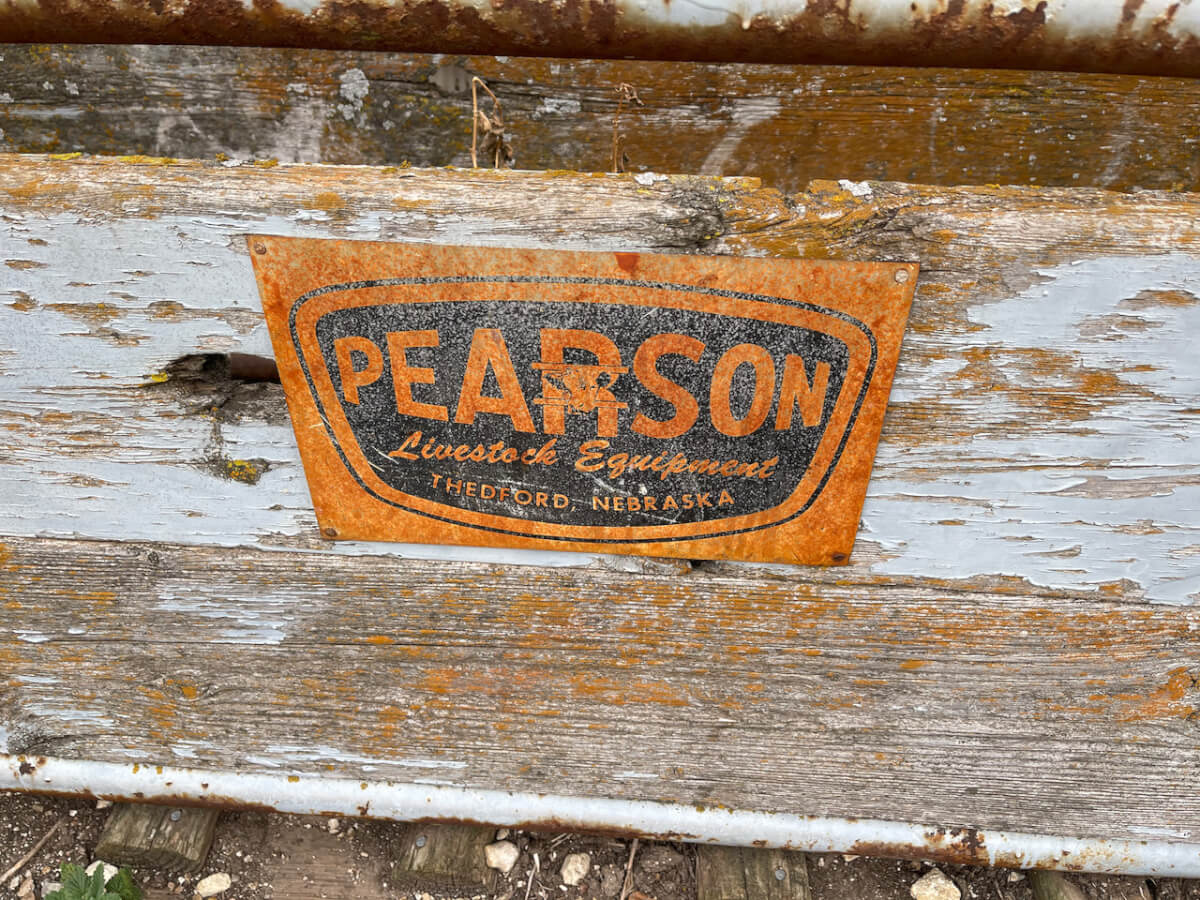 PEARSON
Livestock Equipment
THEDFORD, NEBRASKA